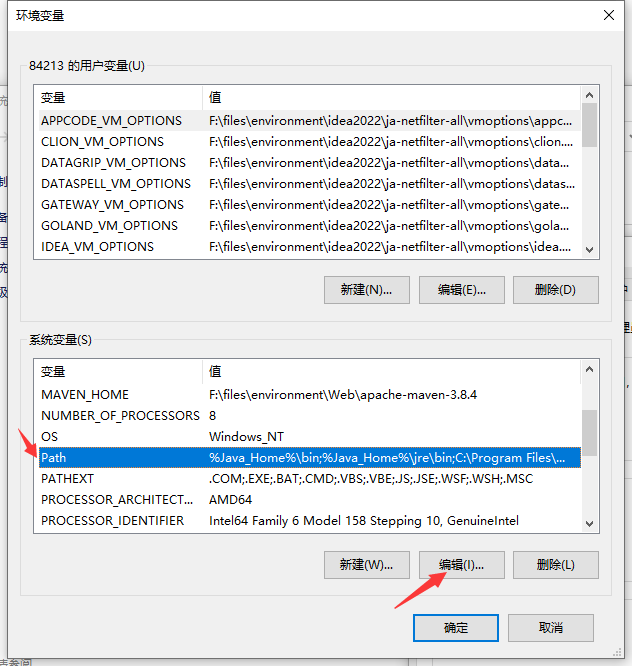 环境变量
84213 的用户变量(U)
变量 值
APPCODE_VM_OPTIONS F:\files\environment\idea2022\ja-netfilter-all\vmoptions\appc...
CLION_VM_OPTIONS F:\files\environment\idea2022\ja-netfilter-all\vmoptions\clion....
DATAGRIP_VM_OPTIONS F:\files\environment\idea2022\ja-netfilter-all\vmoptions\data...
DATASPELL_VM_OPTIONS F:\files\environment\idea2022\ja-netfilter-all\vmoptions\datas...
GATEWAY_VM_OPTIONS F:\files\environment\idea2022\ja-netfilter-all\vmoptions\gate...
GOLAND_VM_OPTIONS F:\files\environment\idea2022\ja-netfilter-all\vmoptions\gola...
IDEA_VM_OPTIONS F:\files\environment\idea2022\ja-netfilter-all\vmoptions\idea....
新建(N)... 编辑(E)... 删除(D)
系统变量(S)
变量 值
MAVEN_HOME F:\files\environment\Web\apache-maven-3.8.4
NUMBER_OF_PROCESSORS 8
OS Windows_NT
Path %Java_Home%\bin;%Java_Home%\jre\bin;C:\Program Files\...
PATHEXT .COM;.EXE;.BAT;.CMD;.VBS;.VBE;.JS;.JSE;.WSF;.WSH;.MSC
PROCESSOR_ARCHITECT... AMD64
PROCESSOR_IDENTIFIER Intel64 Family 6 Model 158 Stepping 10, GenuineIntel
新建(W)... 编辑(I)... 删除(L)
确定 取消